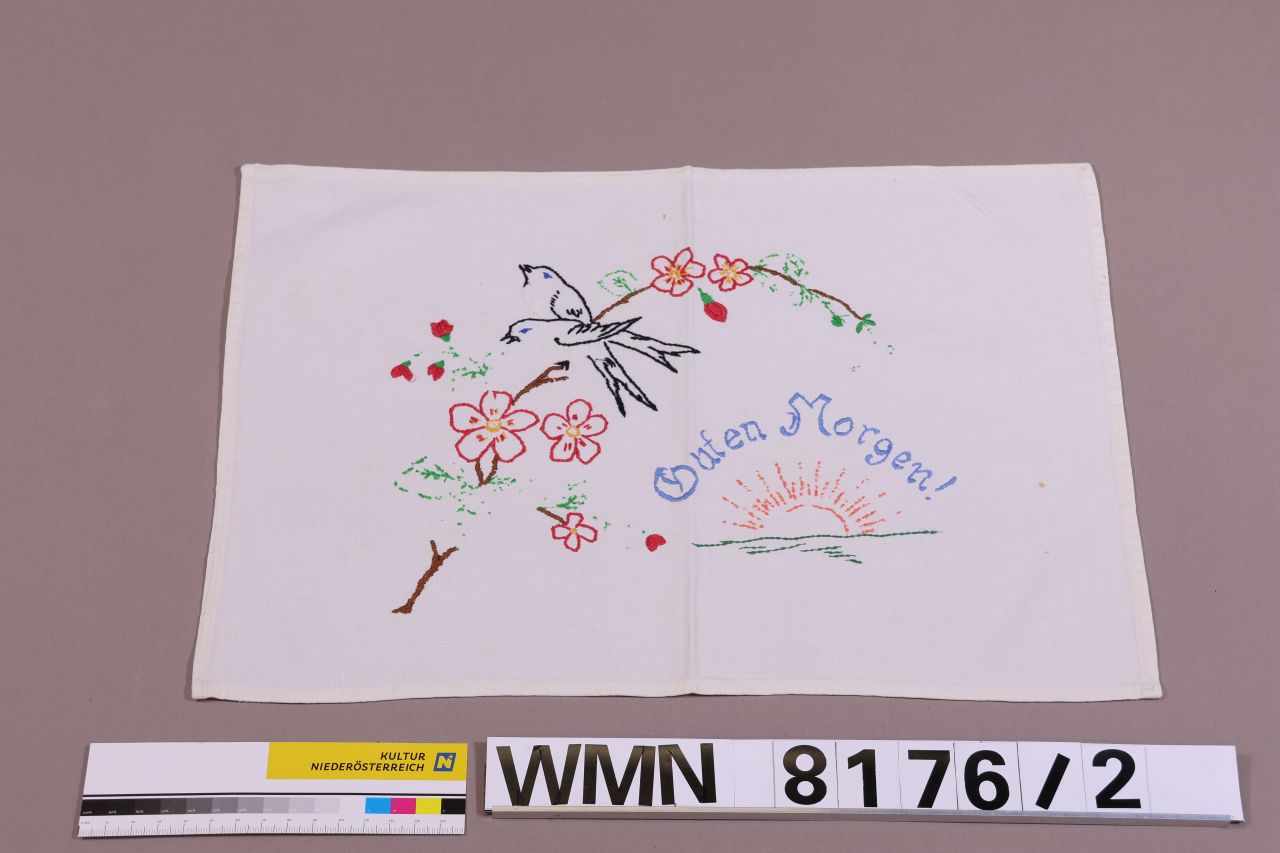 Guten Morgen!
KULTUR
NIEDERÖSTERREICH
N
WMN 8176/2